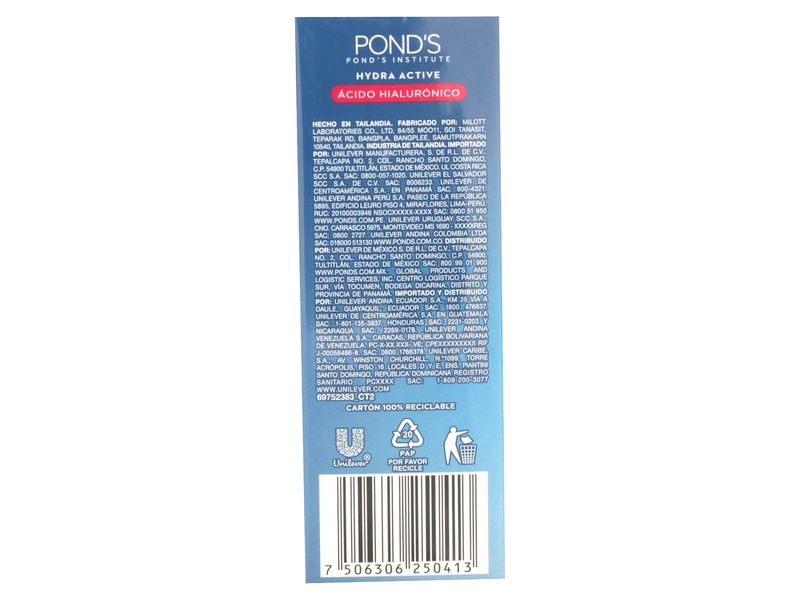 POND'S
POND'S INSTITUTE
HYDRA ACTIVE
ÁCIDO HIALURÓNICO
HECHO EN TAILANDIA. FABRICADO POR: MILOTT
LABORATORIES CO., LTD, 84/55 MOO11, SOI TANASIT,
TEPARAK RD, BANGPLA, BANGPLEE, SAMUTPRAKARN
10540, TAILANDIA. INDUSTRIA DE TAILANDIA. IMPORTADO
POR: UNILEVER MANUFACTURERA, S. DE R.L. DE C.V.,
TEPALCAPA NO. 2, COL. RANCHO SANTO DOMINGO,
C.P. 54900 TULTITLÁN, ESTADO DE MÉXICO. UL COSTA RICA
SCC S.A. SAC: 0800-057-1020. UNILEVER EL SALVADOR
SCC S.A. DE C.V. SAC: 8006233. UNILEVER DE
CENTROAMÉRICA S.A. EN PANAMÁ SAC: 800-4321.
UNILEVER ANDINA PERÚ S.A. PASEO DE LA REPÚBLICA
5895, EDIFICIO LEURO PISO 4, MIRAFLORES, LIMA-PERÚ.
RUC: 20100003946 NSOCXXXXX-XXXX SAC: 0800 51 950
WWW.PONDS.COM.PE. UNILEVER URUGUAY SCC S.A.,
CNO. CARRASCO 5975, MONTEVIDEO MS 1690 - XXXXXREG
SAC: 0800 2727. UNILEVER ANDINA COLOMBIA LTDA
SAC: 018000 513130 WWW.PONDS.COM.CO. DISTRIBUIDO
POR: UNILEVER DE MÉXICO S. DE R.L. DE C.V., TEPALCAPA
NO. 2, COL. RANCHO SANTO DOMINGO, C.P. 54900,
TULTITLÁN, ESTADO DE MÉXICO SAC: 800 99 01 900
WWW.PONDS.COM.MX. GLOBAL PRODUCTS AND
LOGISTIC SERVICES, INC. CENTRO LOGÍSTICO PARQUE
SUR, VÍA TOCUMEN, BODEGA DICARINA. DISTRITO Y
PROVINCIA DE PANAMÁ. IMPORTADO Y DISTRIBUIDO
POR: UNILEVER ANDINA ECUADOR S.A., KM 25 VÍA A
DAULE, GUAYAQUIL, ECUADOR SAC: 1800 476637.
UNILEVER DE CENTROAMÉRICA S.A. EN GUATEMALA
SAC: 1-801-135-3837, HONDURAS SAC: 2231-0203 Y
NICARAGUA SAC: 2269-0178. UNILEVER ANDINA
VENEZUELA S.A., CARACAS, REPÚBLICA BOLIVARIANA
DE VENEZUELA. PC-X-XX.XXX-. VE; CPEXXXXXXXXX RIF
J-00056486-8. SAC: 0800 1766378. UNILEVER CARIBE,
S.A., AV. WINSTON CHURCHILL, N.°1099, TORRE
ACRÓPOLIS, PISO 16 LOCALES D Y E, ENS. PIANTINI
SANTO DOMINGO, REPÚBLICA DOMINICANA REGISTRO
SANITARIO PCXXXX SAC: 1-809-200-3077
WWW.UNILEVER.COM
69752383_CT2
CARTÓN 100% RECICLABLE
Unilever®
20
PAP
POR FAVOR
RECICLE
7 506306 250413